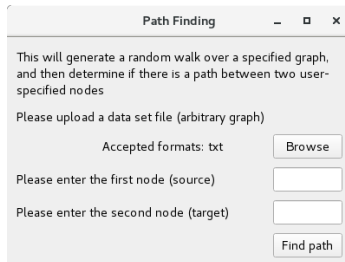 Path Finding
This will generate a random walk over a specified graph,
and then determine if there is a path between two user-
specified nodes
Please upload a data set file (arbitrary graph)
Accepted formats: txt Browse
Please enter the first node (source)
Please enter the second node (target)
Find path